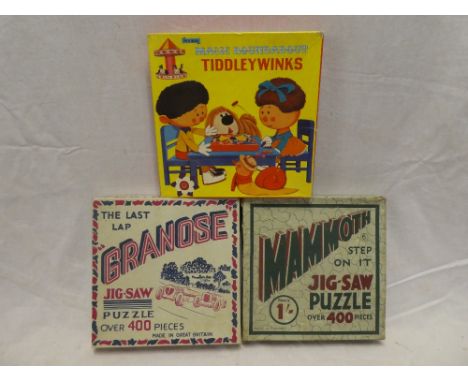 MAGIC ROUNDABOUT
TIDDLEYWINKS
THE LAST
LAP
GRANOSE
JIG-SAW
PUZZLE
OVER 400 PIECES
MADE IN GREAT BRITAIN
MAMMOTH
STEP
ON IT
JIG-SAW
PUZZLE
OVER 400 PIECES
1/-